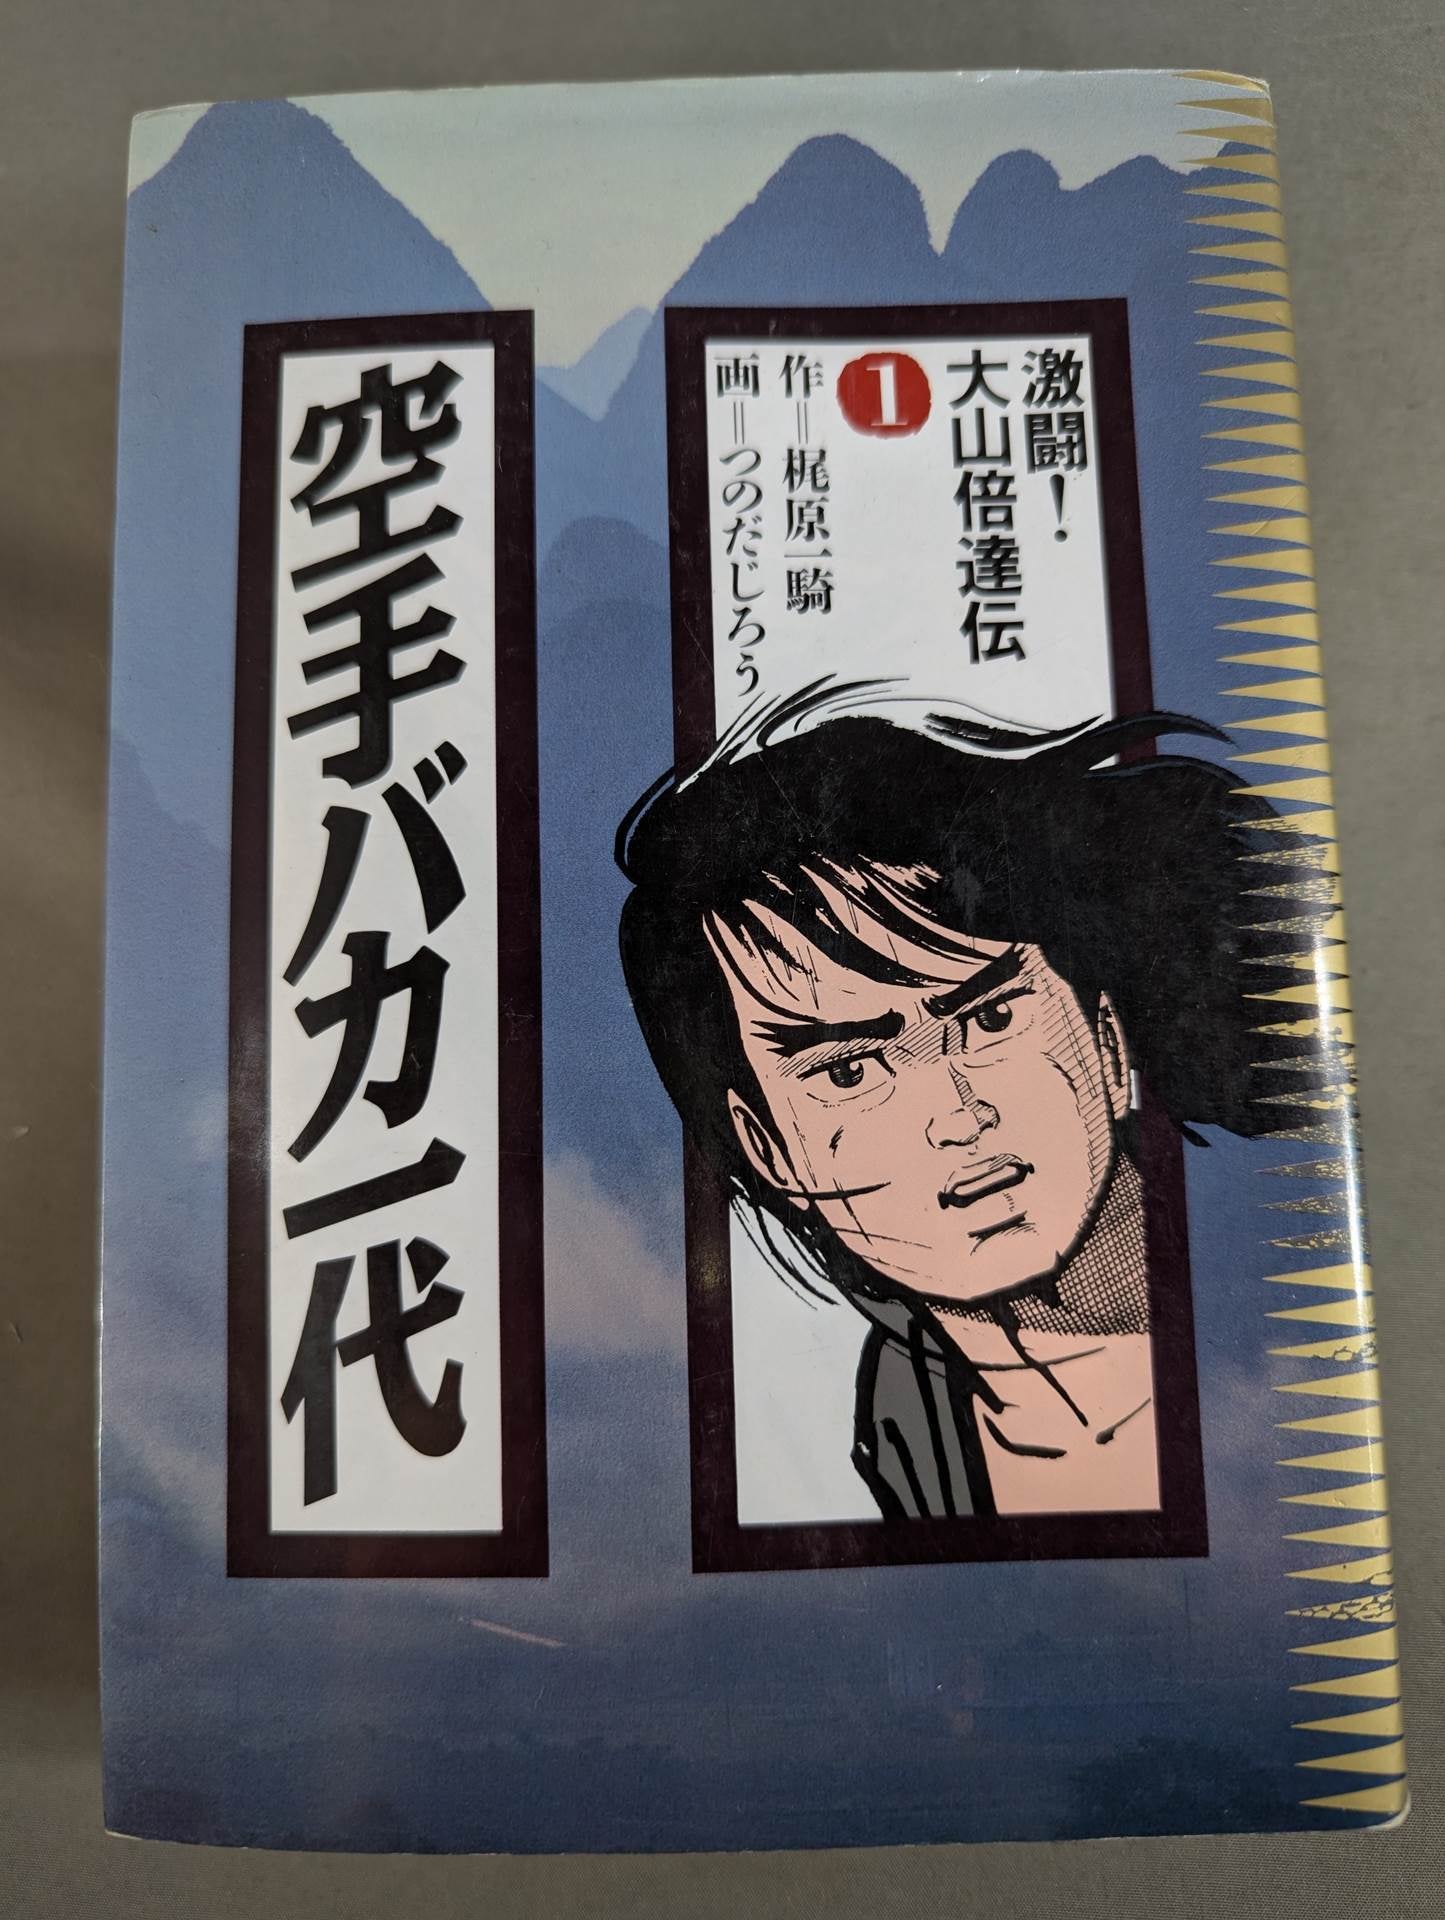 激闘！
大山倍達伝
1
作＝梶原一騎
画＝つのだじろう
空手バカ一代